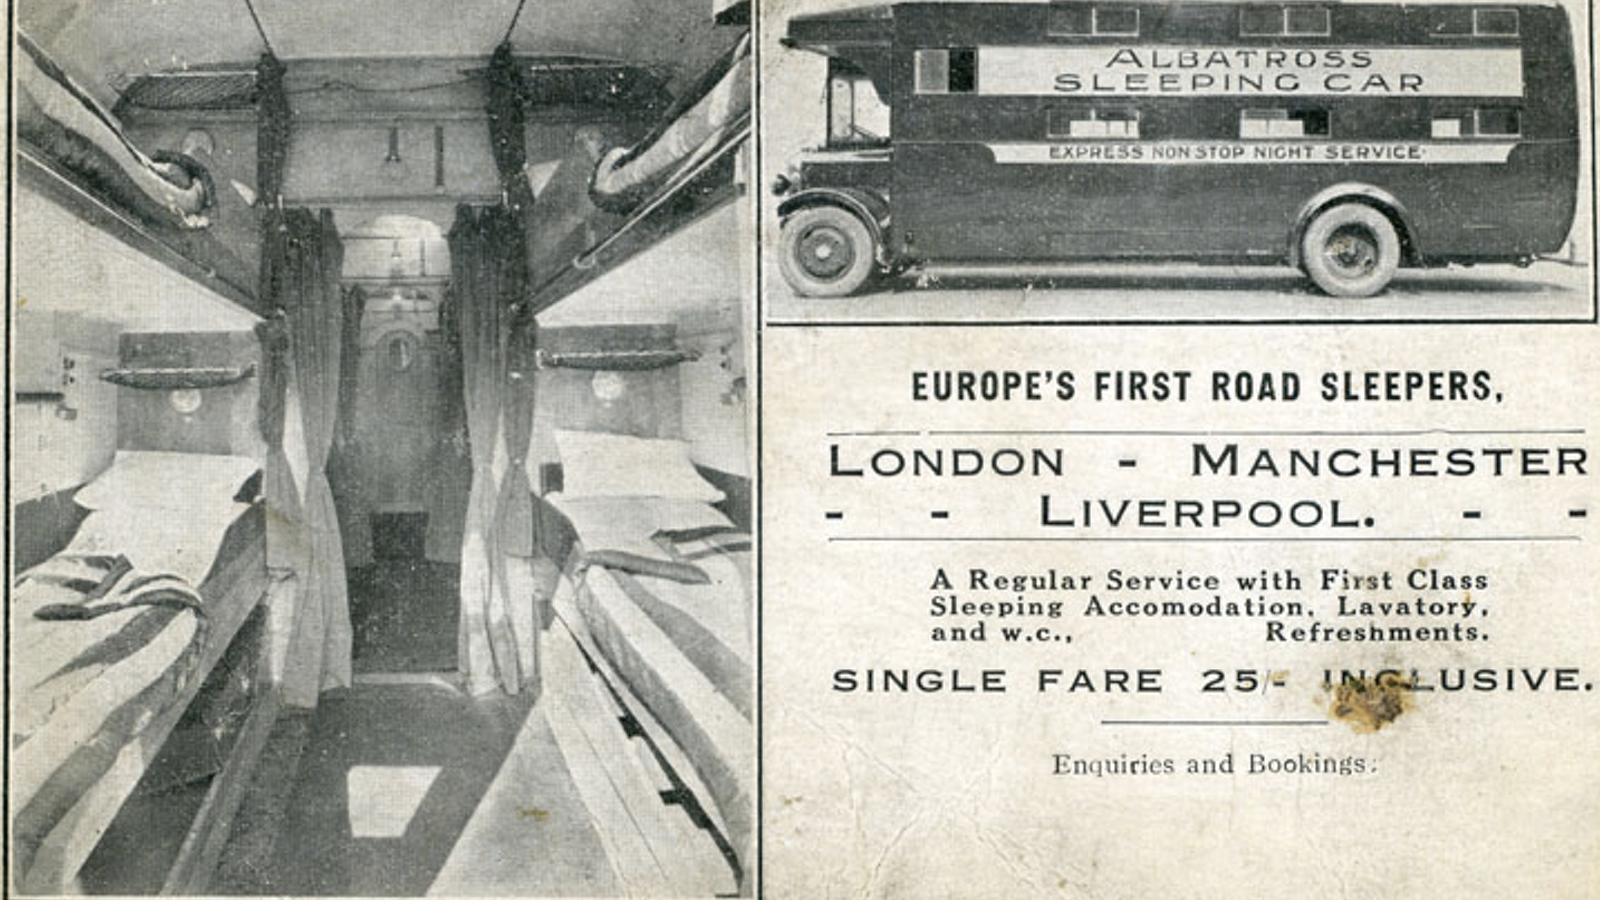 ALBATROSS
SLEEPING CAR
EXPRESS NON STOP NIGHT SERVICE
EUROPE'S FIRST ROAD SLEEPERS,
LONDON - MANCHESTER
- - LIVERPOOL. - -
A Regular Service with First Class
Sleeping Accomodation, Lavatory,
and w.c., Refreshments.
SINGLE FARE 25/- INCLUSIVE.
Enquiries and Bookings: